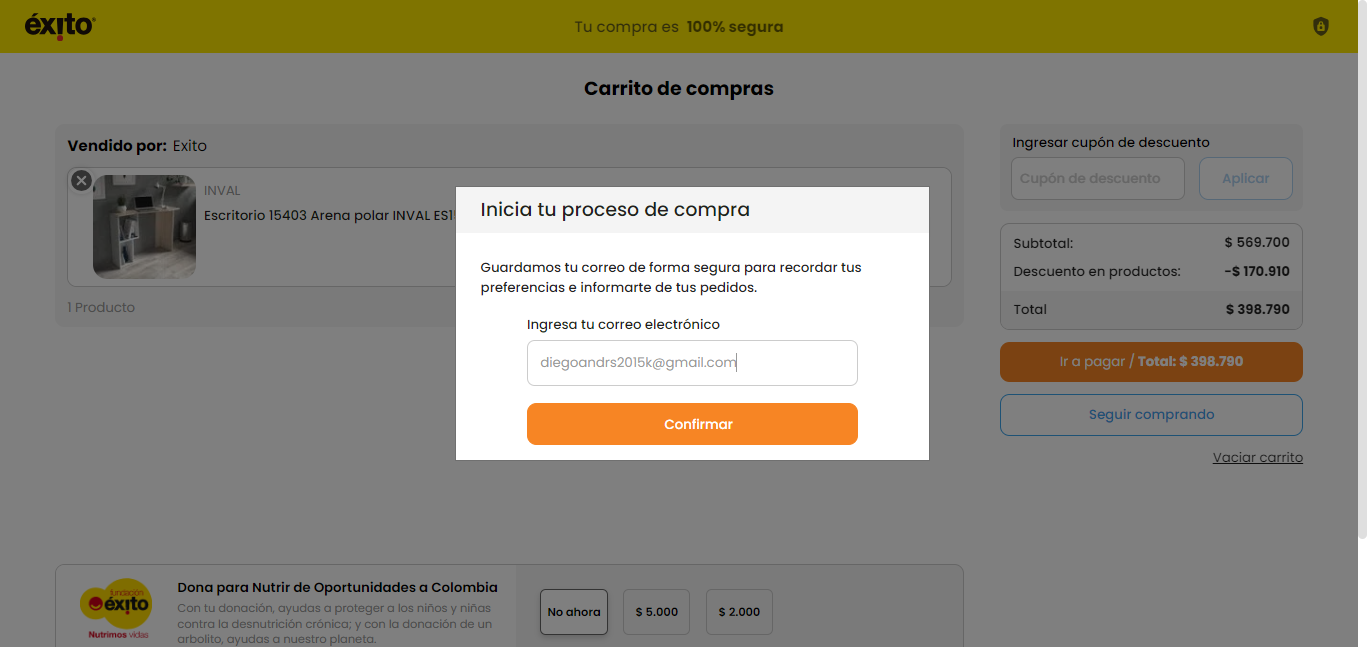 éxito
Tu compra es 100% segura
Carrito de compras
Vendido por: Exito
INVAL
Escritorio 15403 Arena polar INVAL ES1
1 Producto
Inicia tu proceso de compra
Guardamos tu correo de forma segura para recordar tus
preferencias e informarte de tus pedidos.
Ingresa tu correo electrónico
diegoandrs2015k@gmail.com
Confirmar
Ingresar cupón de descuento
Cupón de descuento
Aplicar
Subtotal: $ 569.700
Descuento en productos: -$ 170.910
Total $ 398.790
Ir a pagar / Total: $ 398.790
Seguir comprando
Vaciar carrito
fundación
éxito
Nutrimos vidas
Dona para Nutrir de Oportunidades a Colombia
Con tu donación, ayudas a proteger a los niños y niñas
contra la desnutrición crónica; y con la donación de un
arbolito, ayudas a nuestro planeta.
No ahora
$ 5.000
$ 2.000